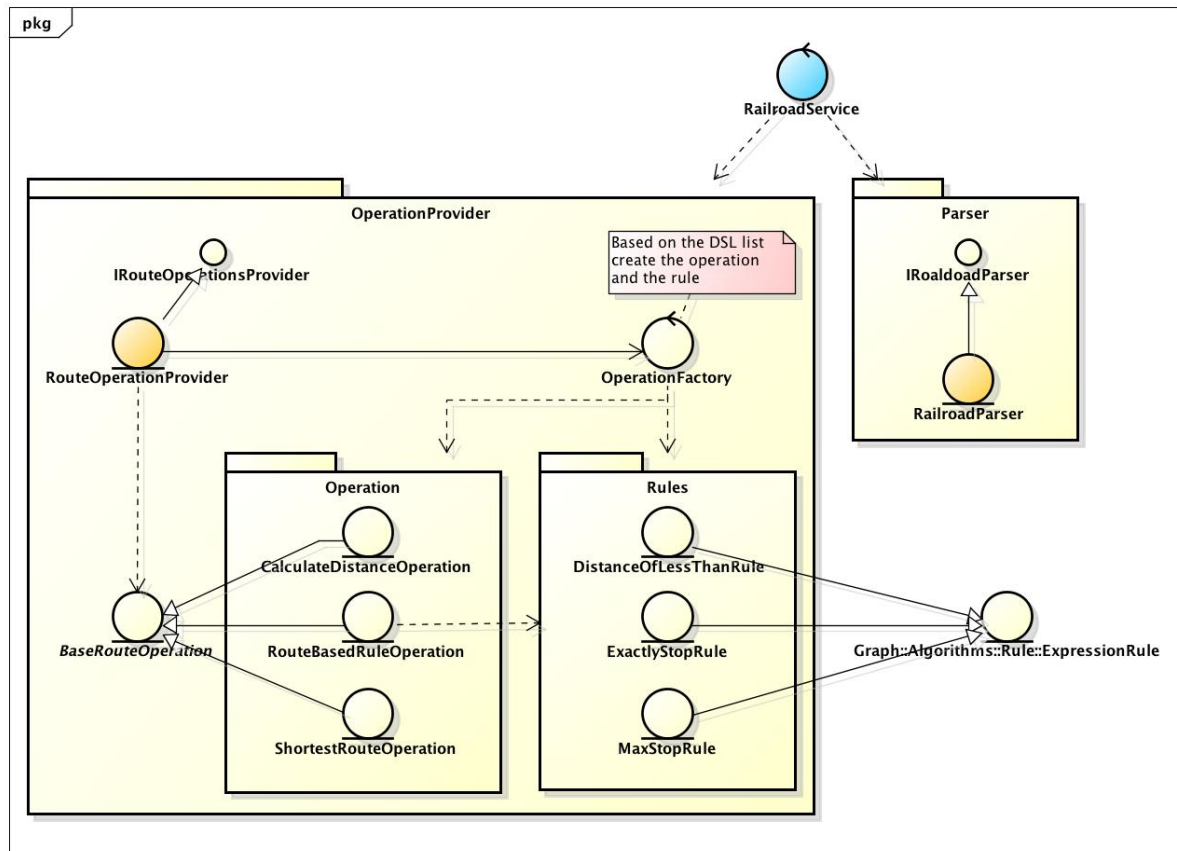 pkg
RailroadService
OperationProvider
Parser
IRouteOperationsProvider
Based on the DSL list
create the operation
and the rule
IRoaldoadParser
RouteOperationProvider
OperationFactory
RailroadParser
Operation
Rules
CalculateDistanceOperation
DistanceOfLessThanRule
BaseRouteOperation
RouteBasedRuleOperation
ExactlyStopRule
Graph::Algorithms::Rule::ExpressionRule
ShortestRouteOperation
MaxStopRule